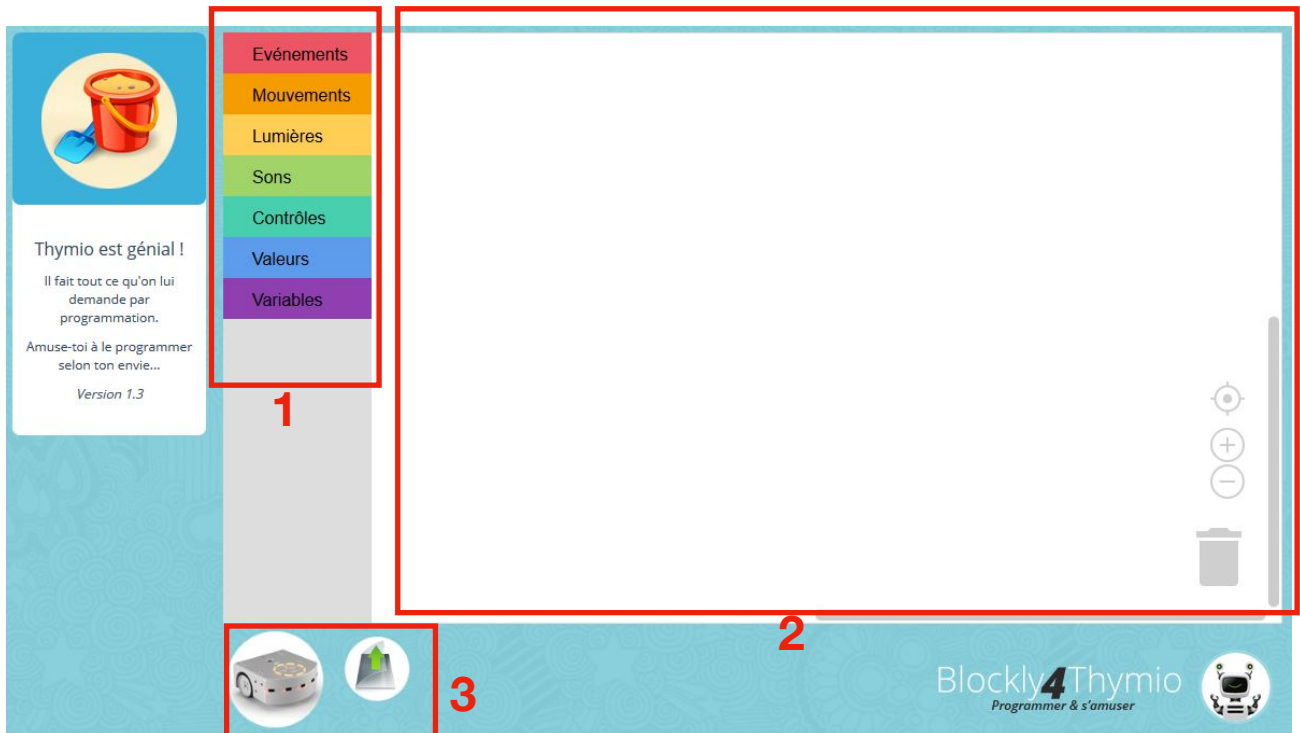 Thymio est génial !
Il fait tout ce qu'on lui
demande par
programmation.
Amuse-toi à le programmer
selon ton envie...
Version 1.3
Evénements
Mouvements
Lumières
Sons
Contrôles
Valeurs
Variables
1
2
3
Blockly4Thymio
Programmer & s'amuser